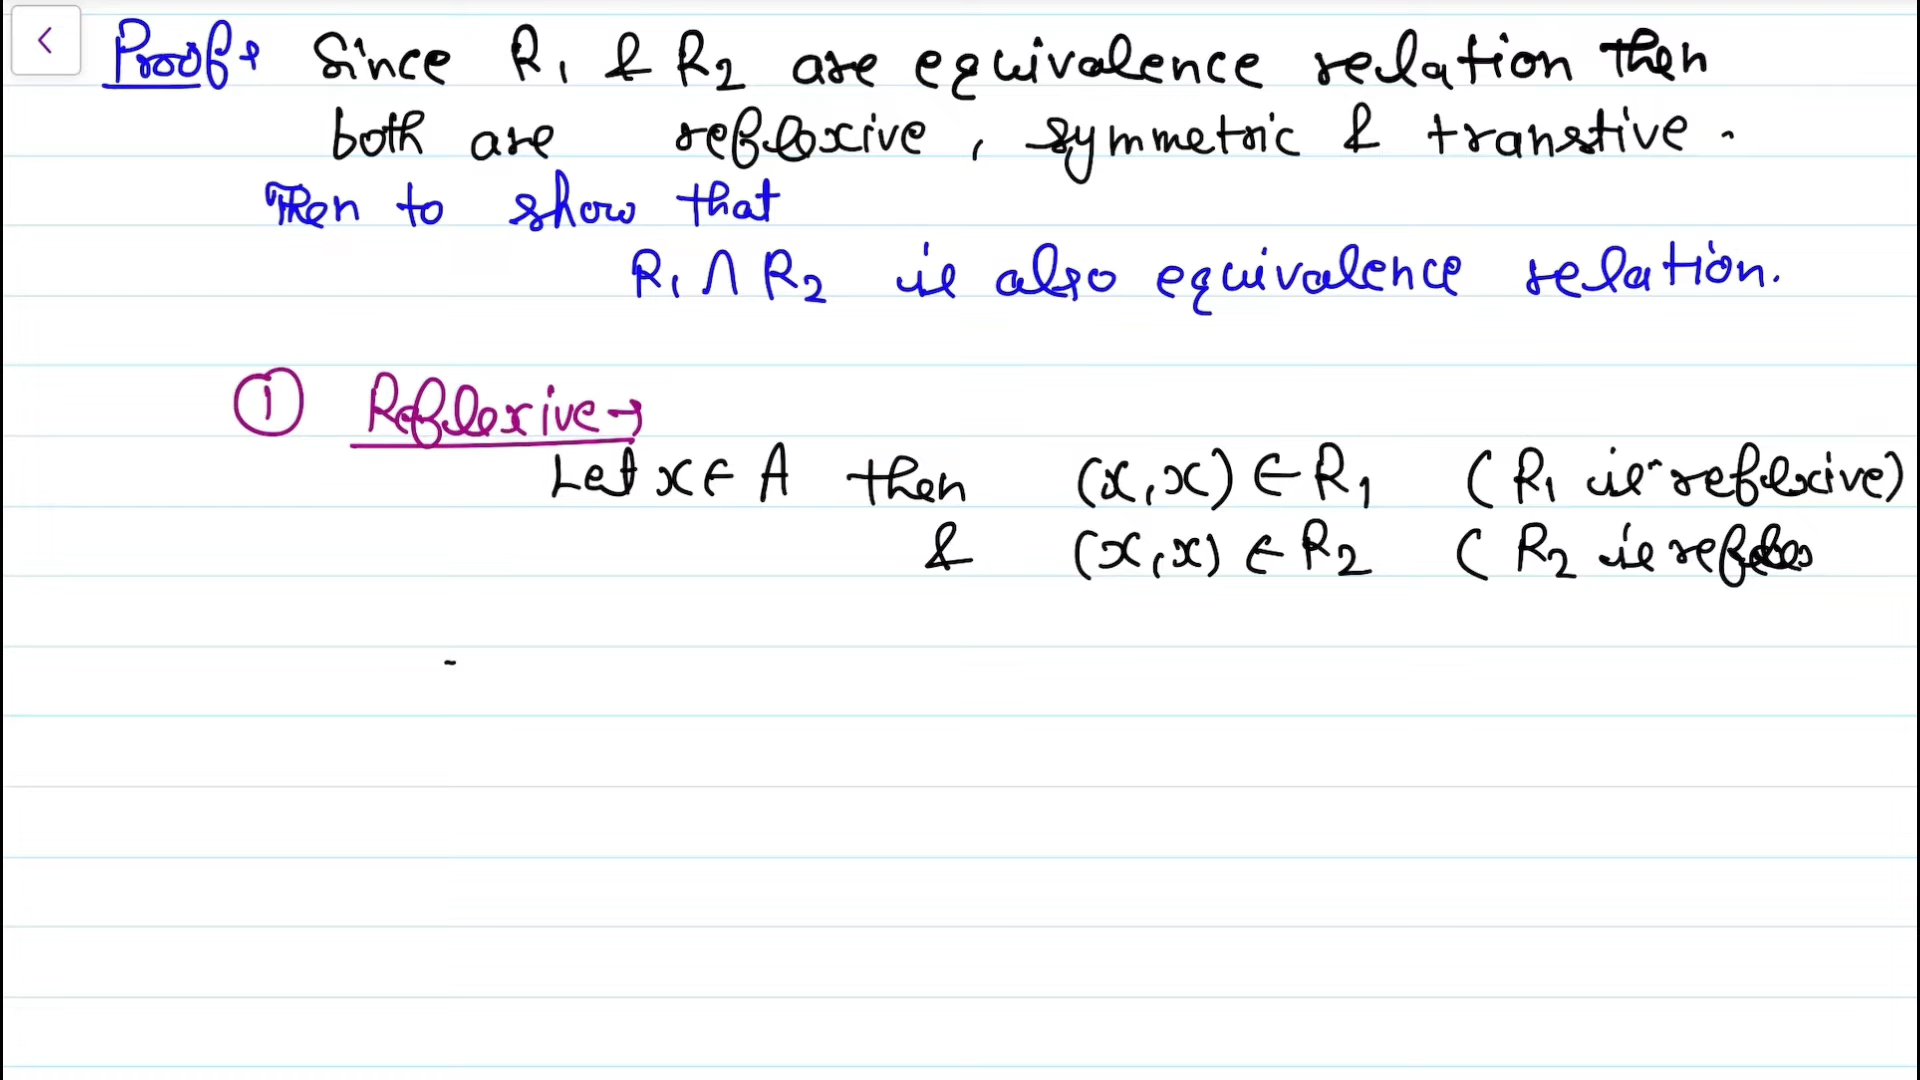 Proof: Since R₁ & R₂ are equivalence relation then
both are reflexive, symmetric & transtive.
Then to show that
R₁ ∩ R₂ is also equivalence relation.
① Reflexive →
Let x ∈ A then (x,x) ∈ R₁ (R₁ is reflexive)
& (x,x) ∈ R₂ (R₂ is